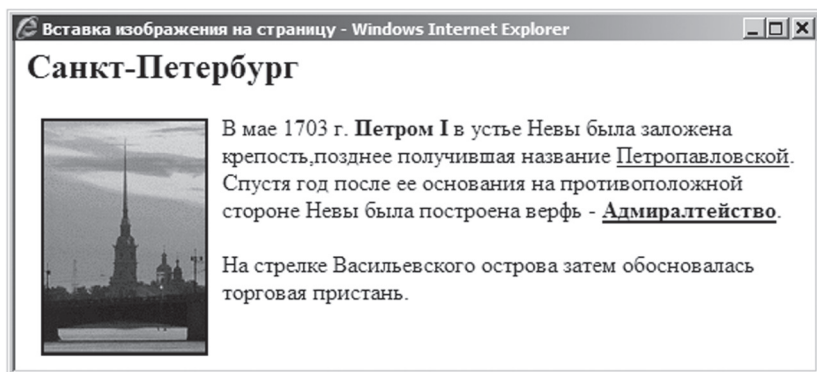 Вставка изображения на страницу - Windows Internet Explorer
Санкт-Петербург
В мае 1703 г. Петром I в устье Невы была заложена
крепость,позднее получившая название Петропавловской.
Спустя год после ее основания на противоположной
стороне Невы была построена верфь - Адмиралтейство.
На стрелке Васильевского острова затем обосновалась
торговая пристань.